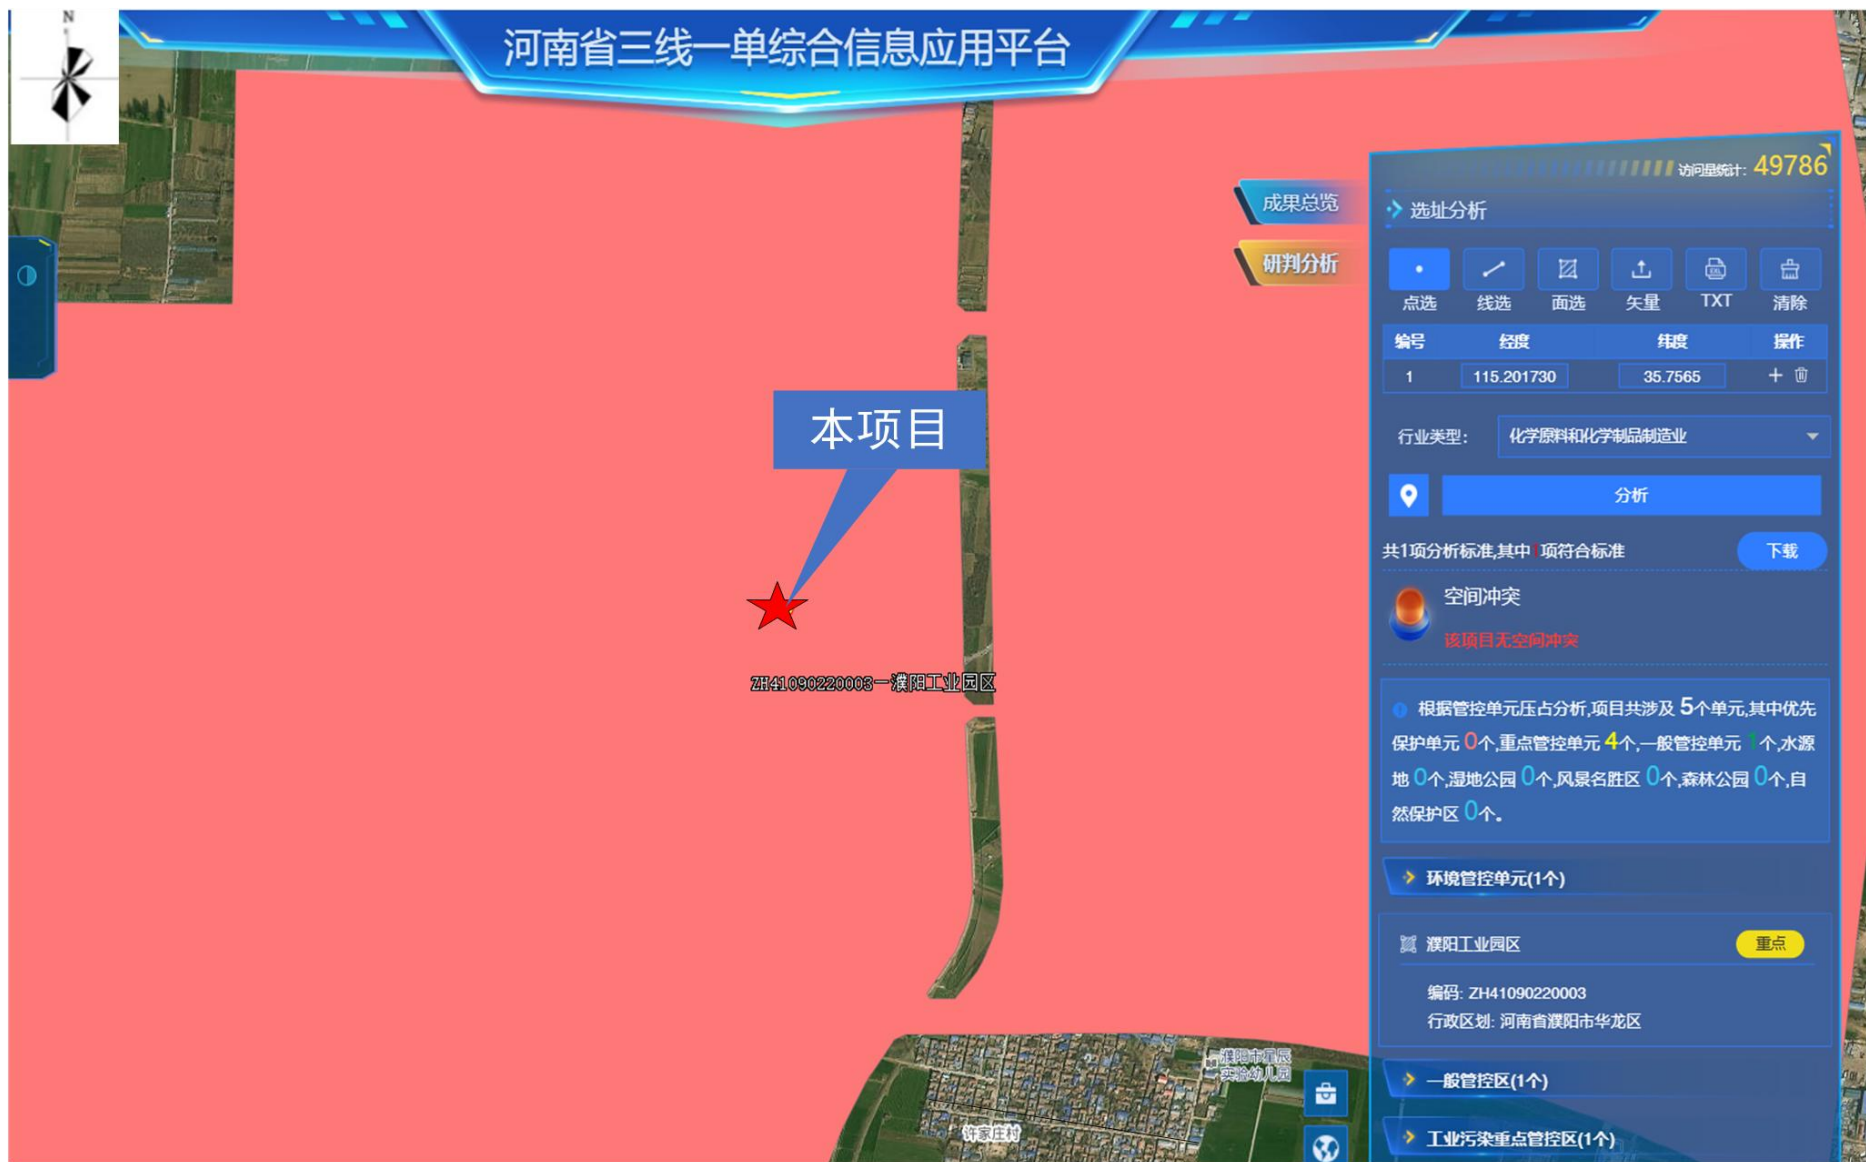 N
河南省三线一单综合信息应用平台
访问量统计: 49786
成果总览
研判分析
选址分析
点选 线选 面选 矢量 TXT 清除
编号 经度 纬度 操作
1 115.201730 35.7565
行业类型: 化学原料和化学制品制造业
分析
共1项分析标准,其中1项符合标准 下载
空间冲突
该项目无空间冲突
根据管控单元压占分析,项目共涉及 5个单元,其中优先
保护单元 0个,重点管控单元 4个,一般管控单元 1个,水源
地 0个,湿地公园 0个,风景名胜区 0个,森林公园 0个,自
然保护区 0个。
环境管控单元(1个)
濮阳工业园区 重点
编码: ZH41090220003
行政区划: 河南省濮阳市华龙区
一般管控区(1个)
工业污染重点管控区(1个)
本项目
ZH41090220003—濮阳工业园区
濮阳市星辰
实验幼儿园
许家庄村